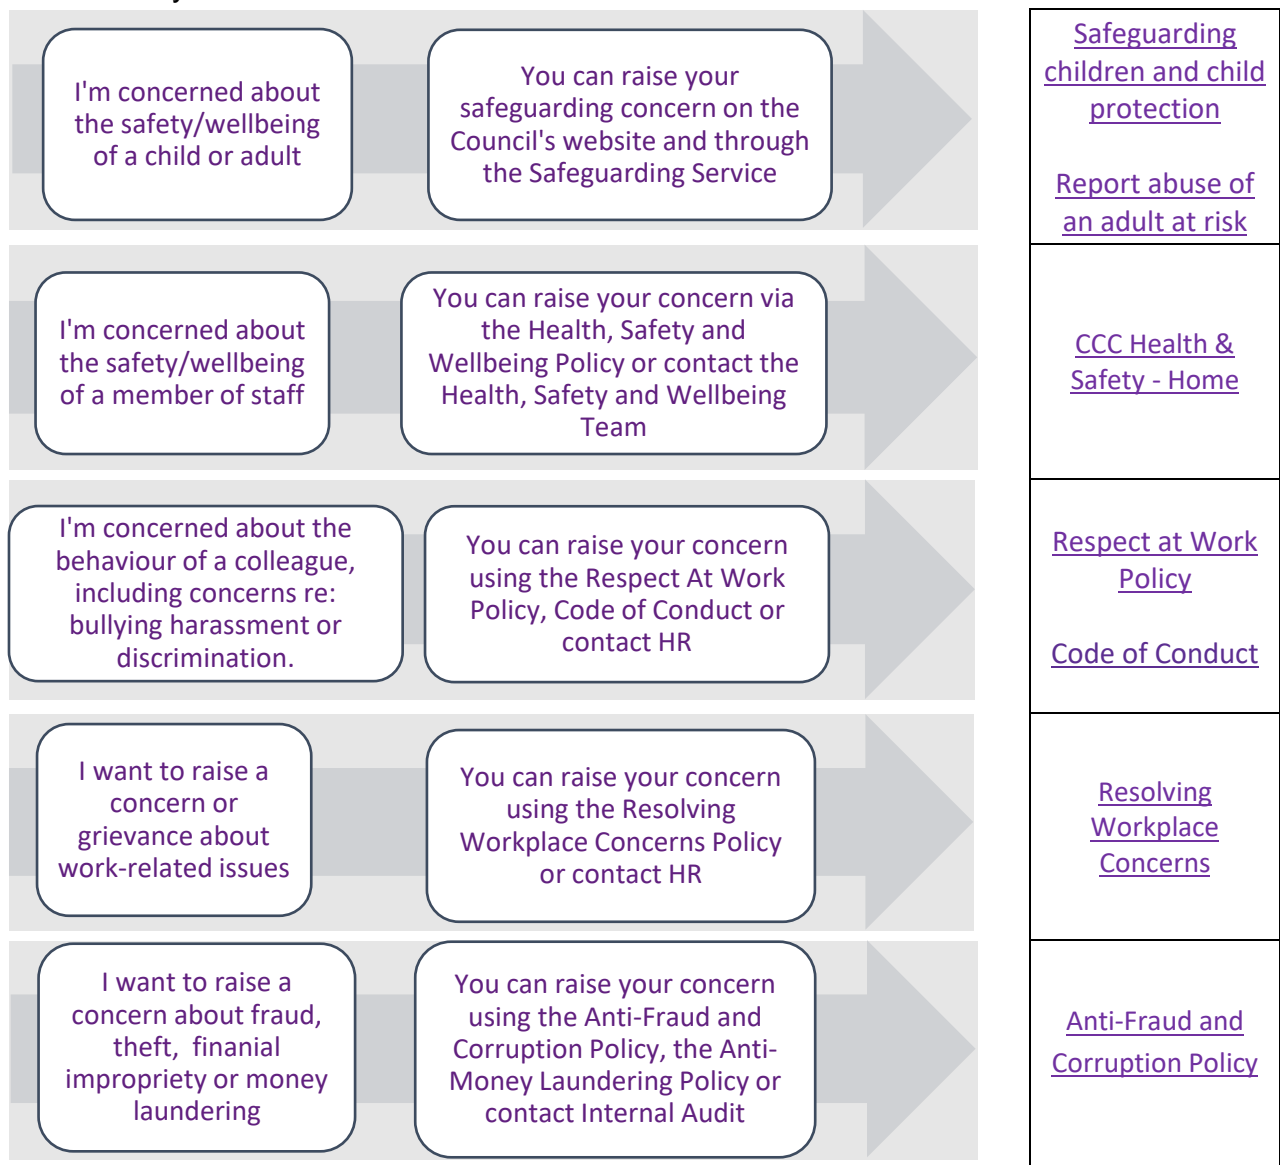 I'm concerned about
the safety/wellbeing
of a child or adult
You can raise your
safeguarding concern on the
Council's website and through
the Safeguarding Service
Safeguarding
children and child
protection
Report abuse of
an adult at risk
I'm concerned about
the safety/wellbeing
of a member of staff
You can raise your concern via
the Health, Safety and
Wellbeing Policy or contact the
Health, Safety and Wellbeing
Team
CCC Health &
Safety - Home
I'm concerned about the
behaviour of a colleague,
including concerns re:
bullying harassment or
discrimination.
You can raise your concern
using the Respect At Work
Policy, Code of Conduct or
contact HR
Respect at Work
Policy
Code of Conduct
I want to raise a
concern or
grievance about
work-related issues
You can raise your concern
using the Resolving
Workplace Concerns Policy
or contact HR
Resolving
Workplace
Concerns
I want to raise a
concern about fraud,
theft, finanial
impropriety or money
laundering
You can raise your concern
using the Anti-Fraud and
Corruption Policy, the Anti-
Money Laundering Policy or
contact Internal Audit
Anti-Fraud and
Corruption Policy